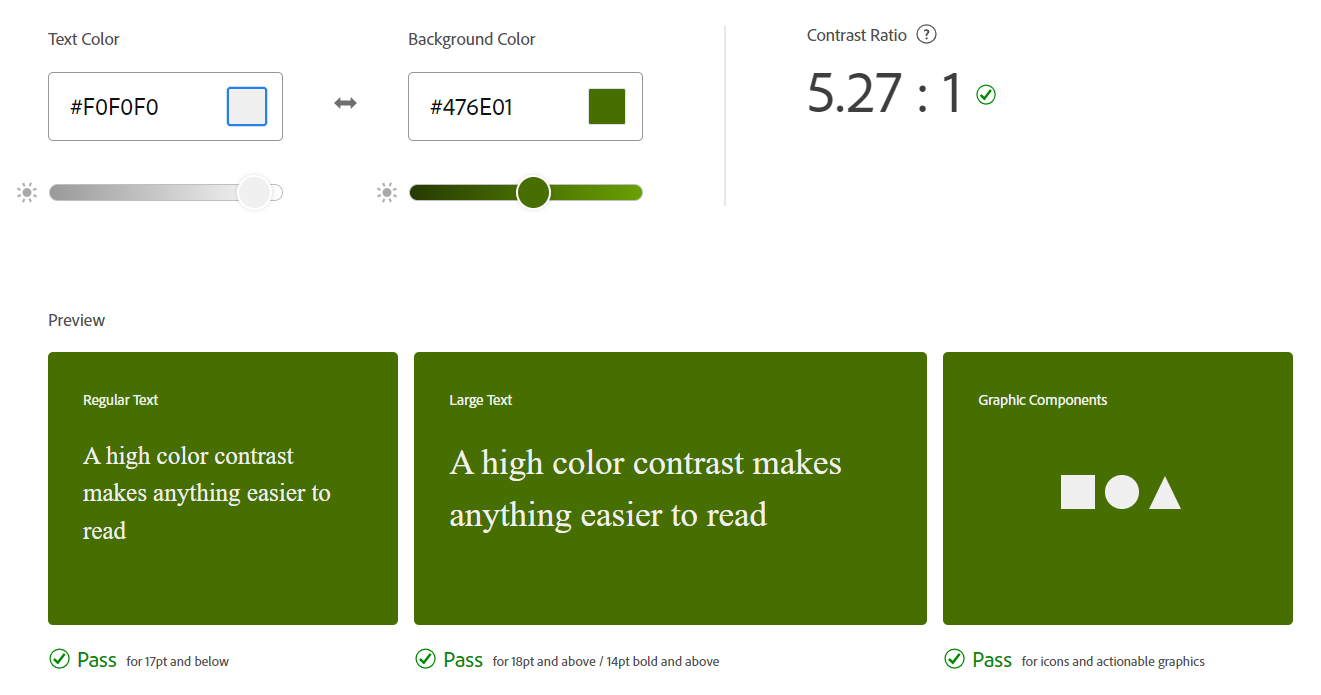 Text Color
Background Color
Contrast Ratio ?
#F0F0F0
#476E01
5.27 : 1
Preview
Regular Text
A high color contrast
makes anything easier to
read
Large Text
A high color contrast makes
anything easier to read
Graphic Components
Pass for 17pt and below
Pass for 18pt and above / 14pt bold and above
Pass for icons and actionable graphics